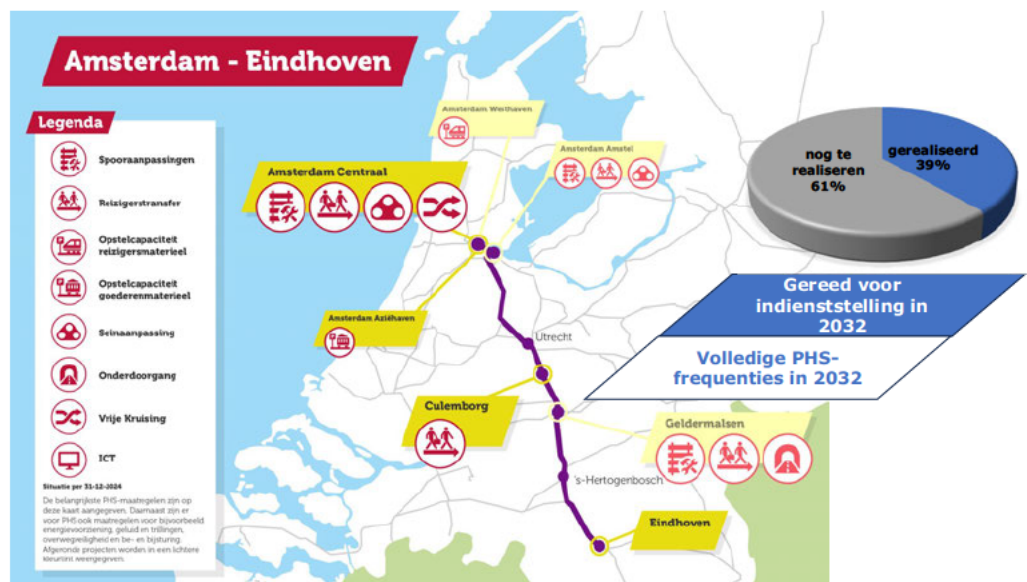 Amsterdam - Eindhoven
Legenda
Spooraanpassingen
Reizigerstransfer
Opstelcapaciteit
reizigersmaterieel
Opstelcapaciteit
goederenmaterieel
Seinaanpassing
Onderdoorgang
Vrije Kruising
ICT
Situatie per 31-12-2024
De belangrijkste PHS-maatregelen zijn op
deze kaart aangegeven. Daarnaast zijn er
voor PHS ook maatregelen voor bijvoorbeeld
energievoorziening, geluid en trillingen,
overwegveiligheid en be- en bijsturing.
Afgeronde projecten worden in een lichtere
kleurtint weergegeven.
Amsterdam Westhaven
Amsterdam Amstel
Amsterdam Centraal
Amsterdam Aziëhaven
Utrecht
Culemborg
Geldermalsen
's-Hertogenbosch
Eindhoven
nog te
realiseren
61%
gerealiseerd
39%
Gereed voor
indienststelling in
2032
Volledige PHS-
frequenties in 2032